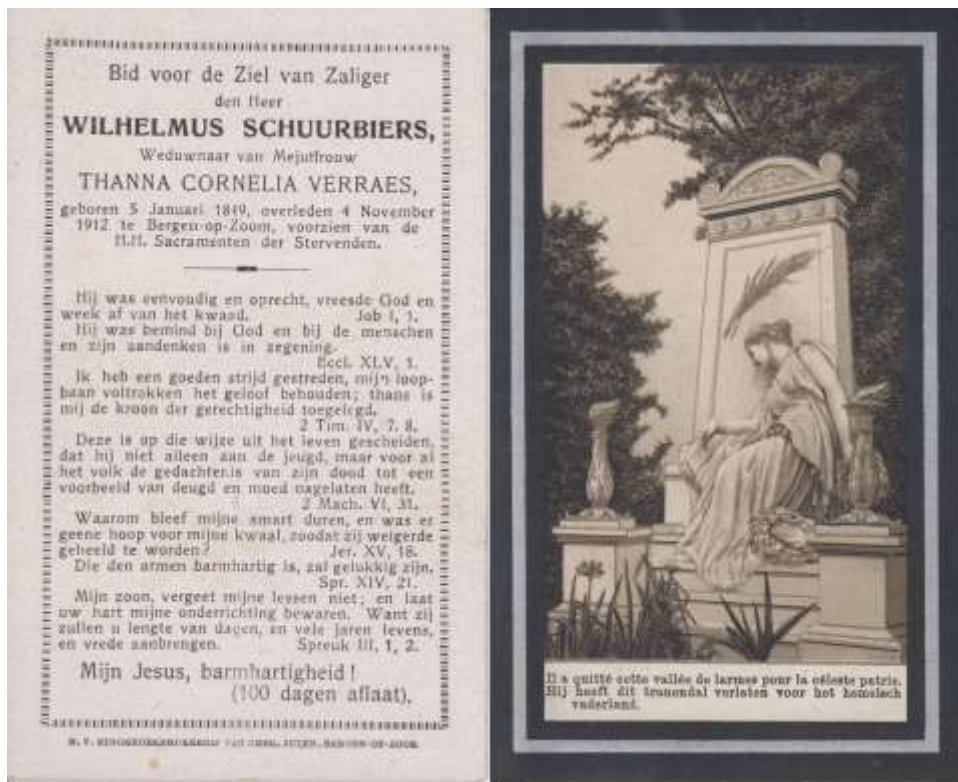 Bid voor de Ziel van Zaliger
den Heer
WILHELMUS SCHUURBIERS,
Weduwnaar van Mejuffrouw
THANNA CORNELIA VERRAES,
geboren 5 Januari 1849, overleden 4 November
1912 te Bergen-op-Zoom, voorzien van de
H.H. Sacramenten der Stervenden.
Hij was eenvoudig en oprecht, vreesde God en
week af van het kwaad. Job I, 1.
Hij was bemind bij God en bij de menschen
en zijn aandenken is in zegening.
Eccl. XLV, 1.
Ik heb een goeden strijd gestreden, mijn loop-
baan voltrokken het geloof behouden; thans is
mij de kroon der gerechtigheid toegelegd.
2 Tim. IV, 7. 8.
Deze is op die wijze uit het leven gescheiden,
dat hij niet alleen aan de jeugd, maar voor al
het volk de gedachtenis van zijn dood tot een
voorbeeld van deugd en moed nagelaten heeft.
2 Mach. VI, 31.
Waarom bleef mijne smart duren, en was er
geene hoop voor mijne kwaal, zoodat zij weigerde
geheeld te worden? Jer. XV, 18.
Die den armen barmhartig is, zal gelukkig zijn.
Spr. XIV, 21.
Mijn zoon, vergeet mijne lessen niet; en laat
uw hart mijne onderrichting bewaren. Want zij
zullen u lengte van dagen, en vele jaren levens,
en vrede aanbrengen. Spreuk III, 1, 2.
Mijn Jesus, barmhartigheid!
(100 dagen aflaat).
N.V. BERGEN-OP-ZOOM
Il a quitté cette vallée de larmes pour la céleste patrie.
Hij heeft dit tranendal verlaten voor het hemelsch
vaderland.